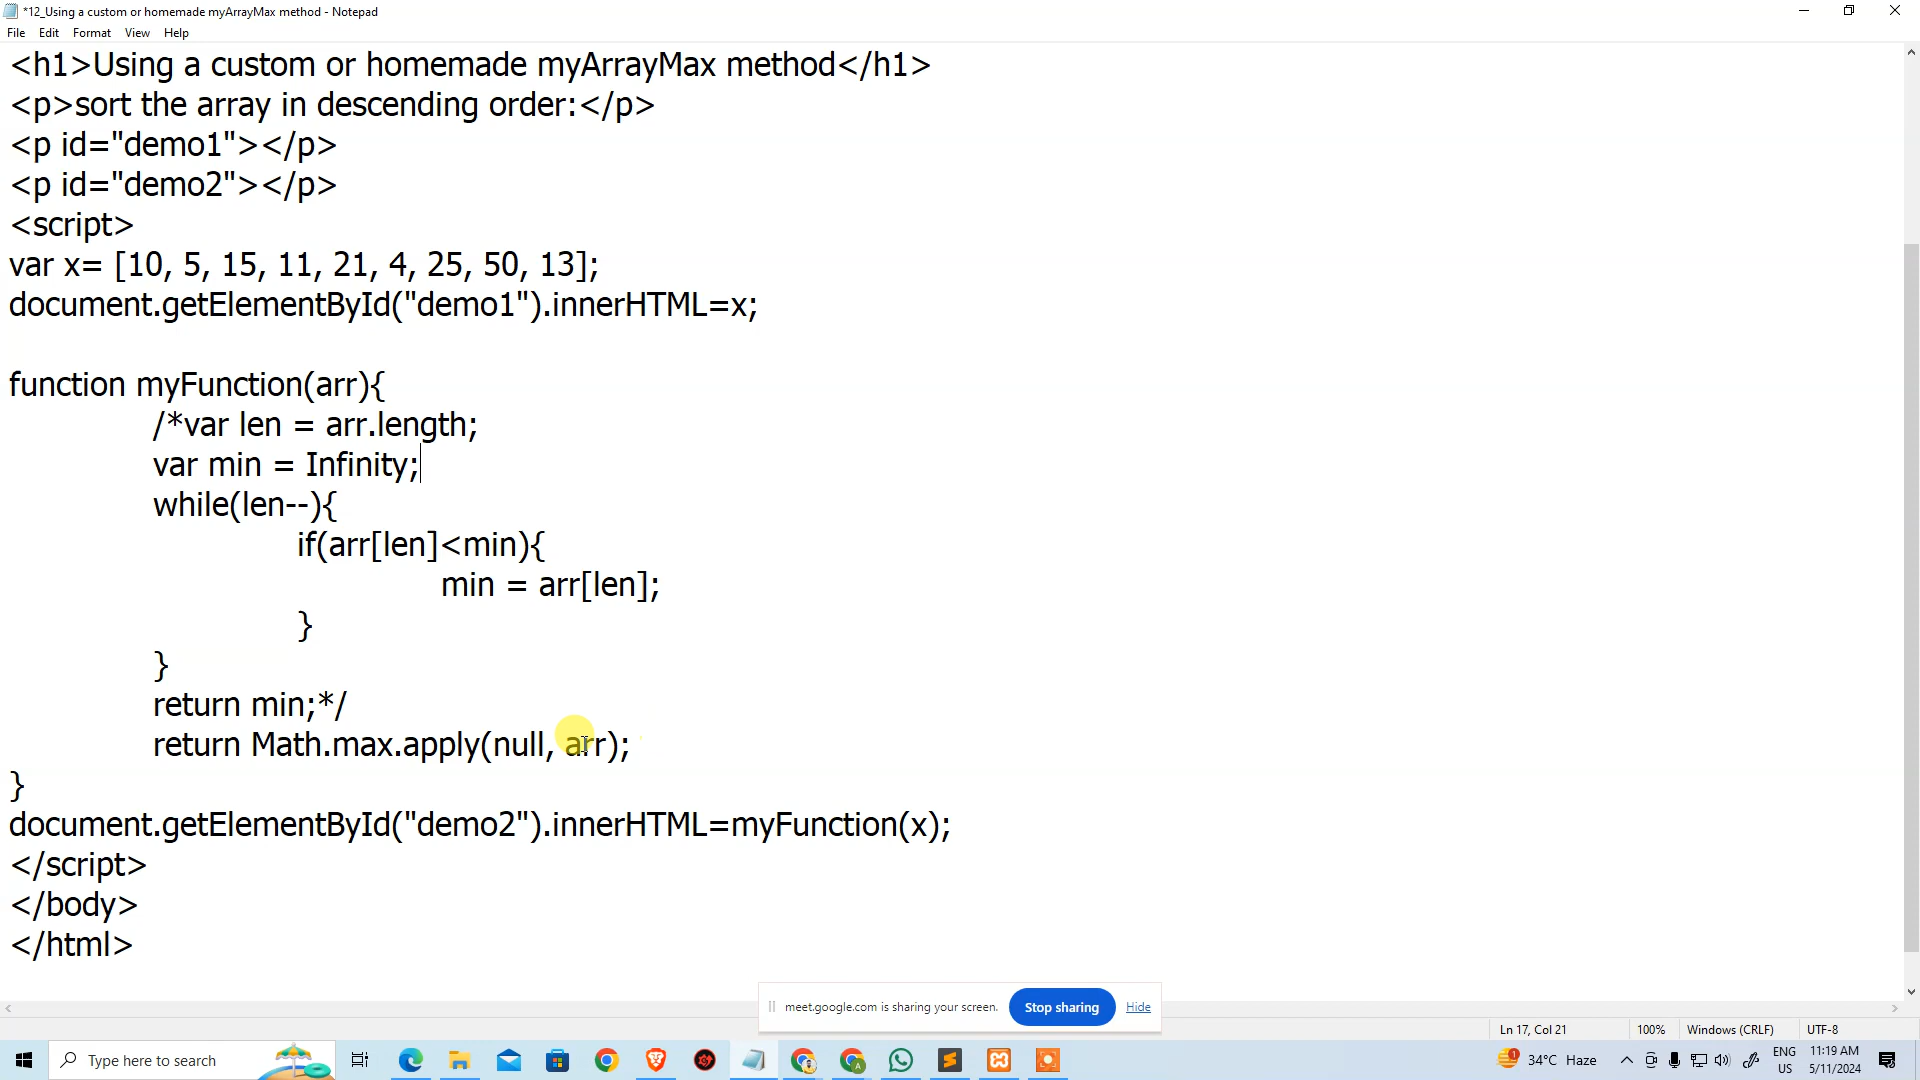 *12_Using a custom or homemade myArrayMax method - Notepad
File Edit Format View Help
<h1>Using a custom or homemade myArrayMax method</h1>
<p>sort the array in descending order:</p>
<p id="demo1"></p>
<p id="demo2"></p>
<script>
var x= [10, 5, 15, 11, 21, 4, 25, 50, 13];
document.getElementById("demo1").innerHTML=x;
function myFunction(arr){
/*var len = arr.length;
var min = Infinity;
while(len--){
if(arr[len]<min){
min = arr[len];
}
}
return min;*/
return Math.max.apply(null, arr);
}
document.getElementById("demo2").innerHTML=myFunction(x);
</script>
</body>
</html>
meet.google.com is sharing your screen. Stop sharing Hide
Ln 17, Col 21 100% Windows (CRLF) UTF-8
Type here to search 1 34°C Haze ENG US 11:19 AM 5/11/2024